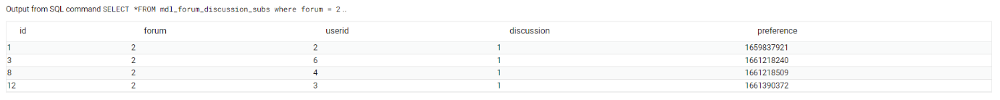 Output from SQL command SELECT *FROM mdl_forum_discussion_subs where forum = 2 ..
id forum userid discussion preference
1 2 2 1 1659837921
3 2 6 1 1661218240
8 2 4 1 1661218509
12 2 3 1 1661390372